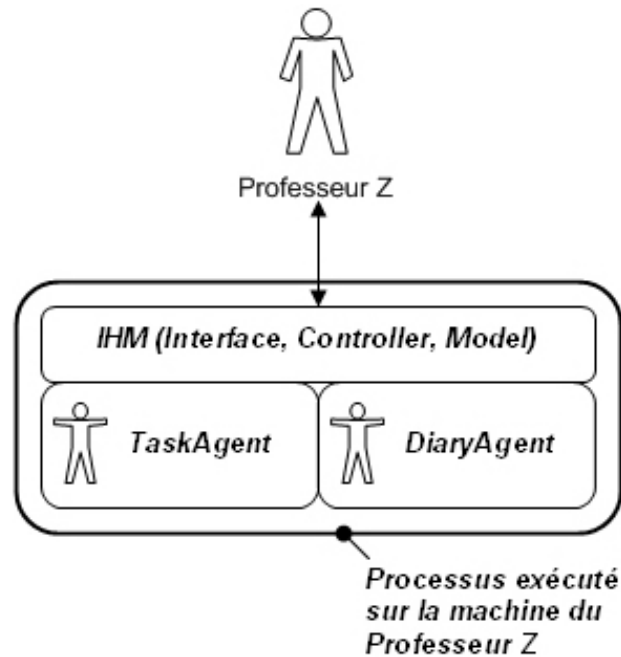 Professeur Z
IHM (Interface, Controller, Model)
TaskAgent
DiaryAgent
Processus exécuté
sur la machine du
Professeur Z